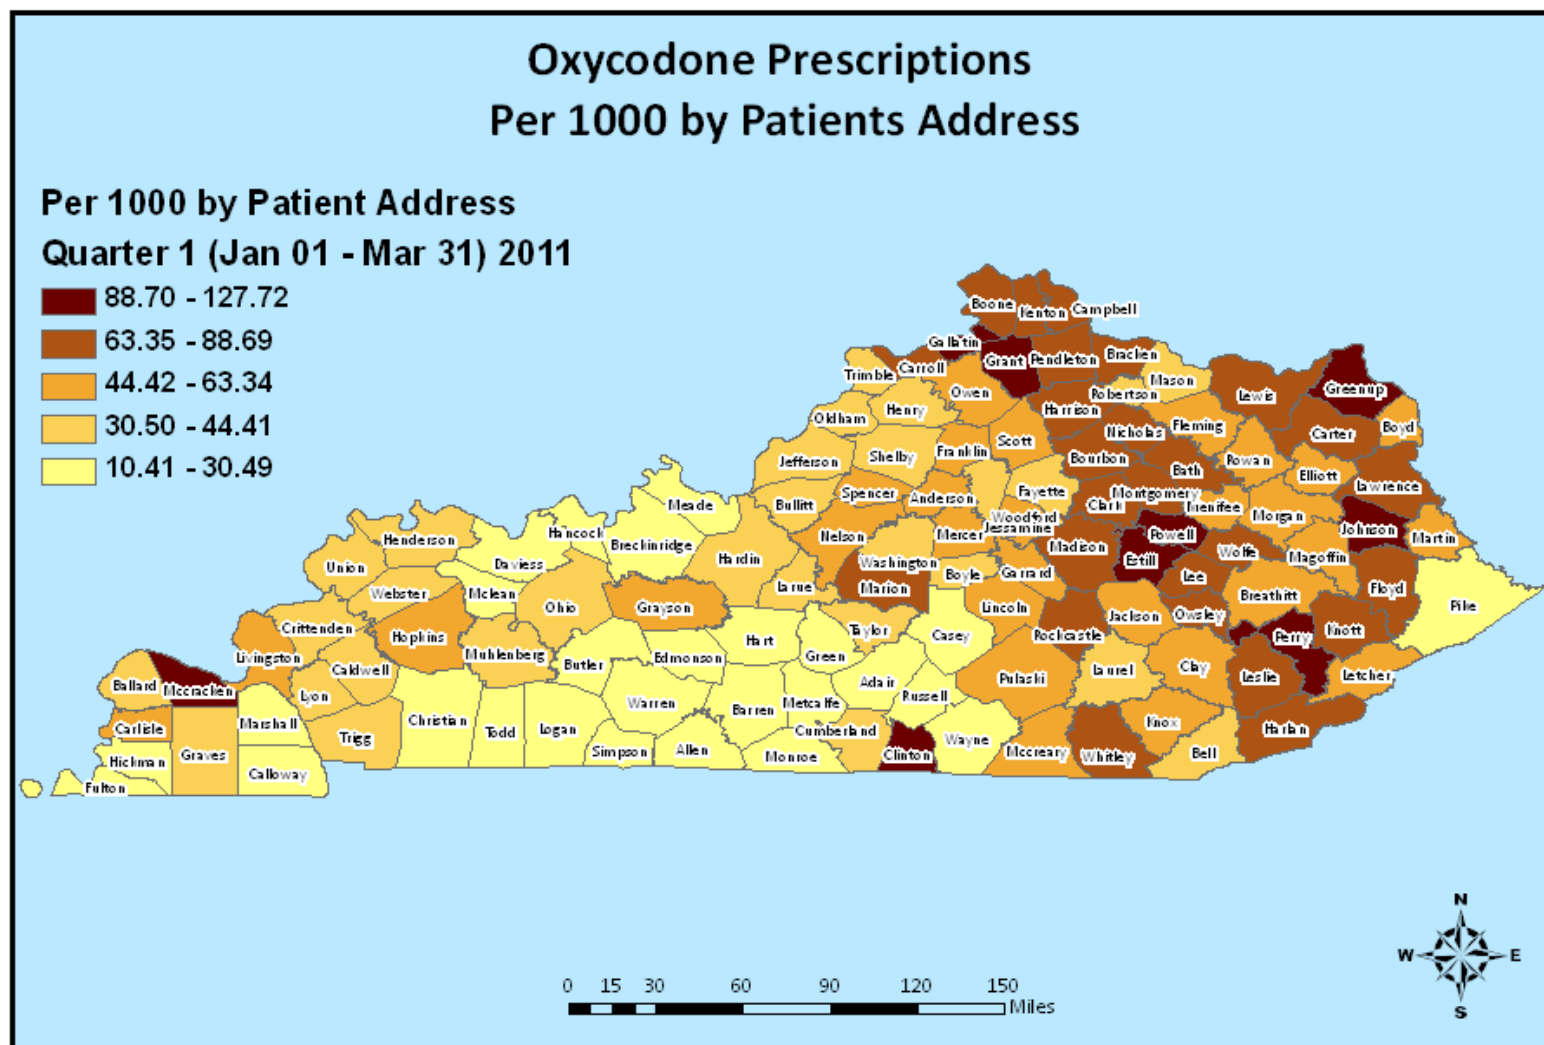 Oxycodone Prescriptions
Per 1000 by Patients Address
Per 1000 by Patient Address
Quarter 1 (Jan 01 - Mar 31) 2011
88.70 - 127.72
63.35 - 88.69
44.42 - 63.34
30.50 - 44.41
10.41 - 30.49
Boone
Kenton
Campbell
Gallatin
Grant
Pendleton
Bracken
Trimble
Carroll
Owen
Robertson
Mason
Lewis
Greenup
Oldham
Henry
Harrison
Nicholas
Fleming
Carter
Boyd
Jefferson
Shelby
Franklin
Scott
Bourbon
Bath
Rowan
Elliott
Lawrence
Meade
Bullitt
Spencer
Anderson
Fayette
Clark
Montgomery
Menifee
Morgan
Johnson
Martin
Hancock
Breckinridge
Nelson
Mercer
Woodford
Jessamine
Madison
Powell
Wolfe
Magoffin
Henderson
Daviess
Hardin
Washington
Boyle
Garrard
Estill
Lee
Breathitt
Floyd
Pike
Union
Webster
Mclean
Ohio
Grayson
Larue
Marion
Lincoln
Jackson
Owsley
Perry
Knott
Crittenden
Hopkins
Muhlenberg
Butler
Edmonson
Hart
Green
Taylor
Casey
Rockcastle
Laurel
Clay
Leslie
Letcher
Livingston
Caldwell
Lyon
Ballard
Mccracken
Adair
Russell
Pulaski
Carlisle
Marshall
Christian
Todd
Logan
Warren
Barren
Metcalfe
Cumberland
Clinton
Wayne
Mccreary
Whitley
Knox
Bell
Harlan
Hickman
Graves
Trigg
Simpson
Allen
Monroe
Fulton
Calloway
N
W
E
S
0 15 30 60 90 120 150
Miles